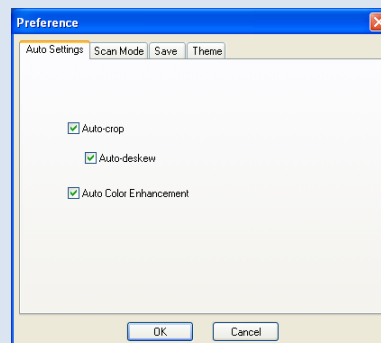 Preference
Auto Settings Scan Mode Save Theme
Auto-crop
Auto-deskew
Auto Color Enhancement
OK Cancel